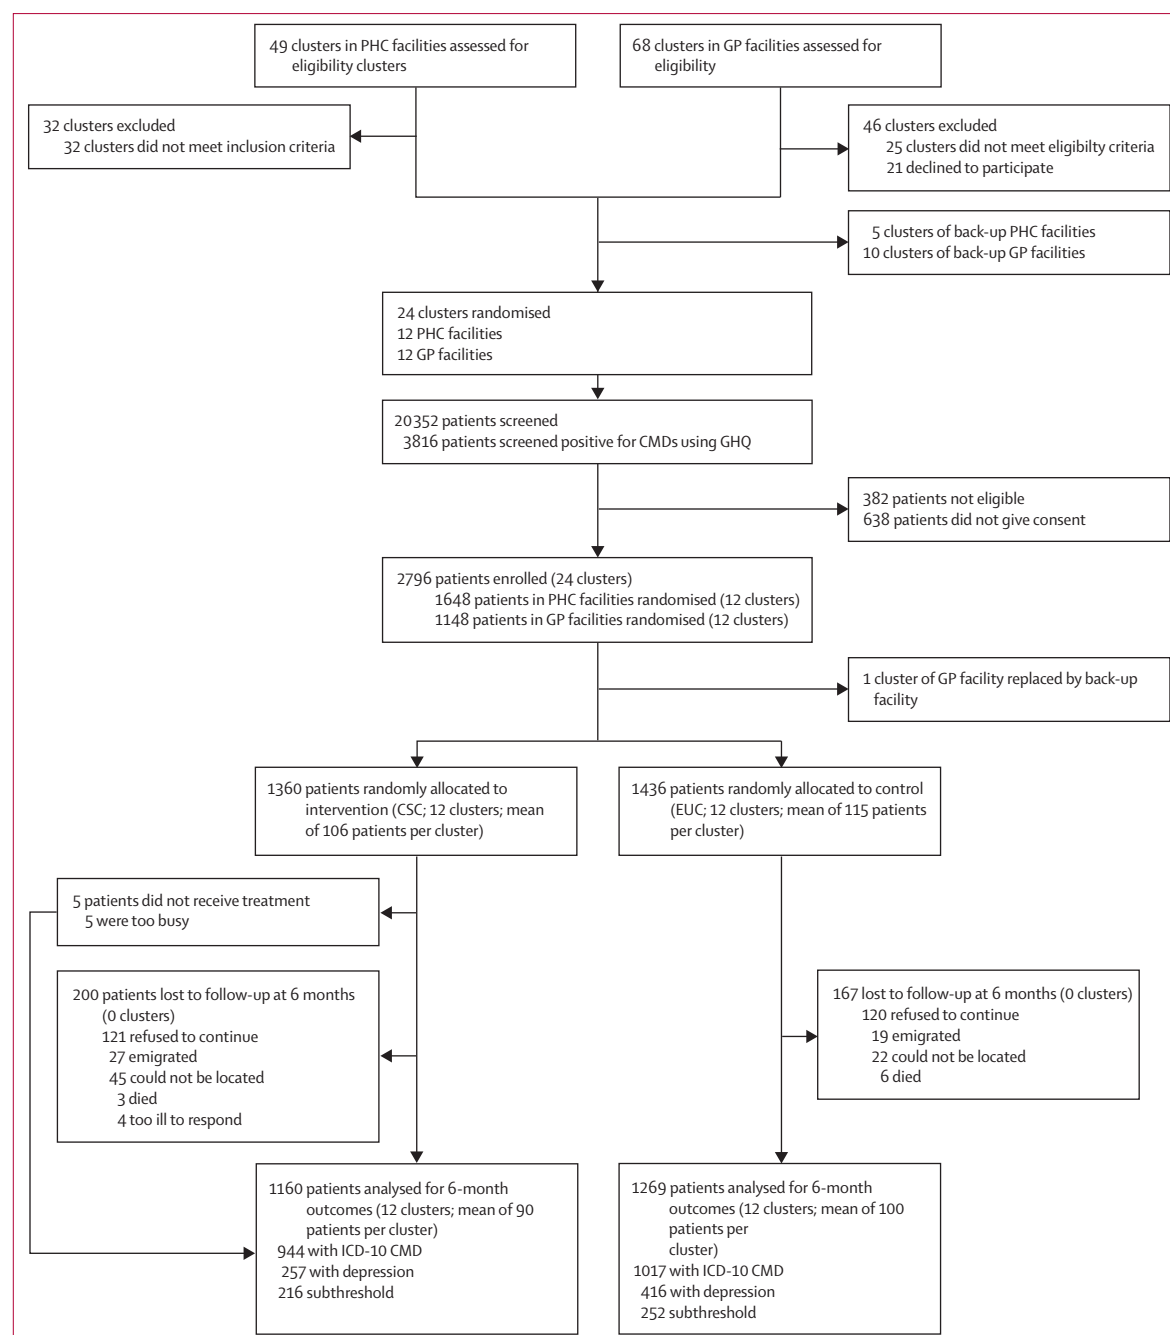 49 clusters in PHC facilities assessed for
eligibility clusters
68 clusters in GP facilities assessed for
eligibility
32 clusters excluded
32 clusters did not meet inclusion criteria
46 clusters excluded
25 clusters did not meet eligibilty criteria
21 declined to participate
5 clusters of back-up PHC facilities
10 clusters of back-up GP facilities
24 clusters randomised
12 PHC facilities
12 GP facilities
20352 patients screened
3816 patients screened positive for CMDs using GHQ
382 patients not eligible
638 patients did not give consent
2796 patients enrolled (24 clusters)
1648 patients in PHC facilities randomised (12 clusters)
1148 patients in GP facilities randomised (12 clusters)
1 cluster of GP facility replaced by back-up
facility
1360 patients randomly allocated to
intervention (CSC; 12 clusters; mean
of 106 patients per cluster)
1436 patients randomly allocated to control
(EUC; 12 clusters; mean of 115 patients
per cluster)
5 patients did not receive treatment
5 were too busy
200 patients lost to follow-up at 6 months
(0 clusters)
121 refused to continue
27 emigrated
45 could not be located
3 died
4 too ill to respond
167 lost to follow-up at 6 months (0 clusters)
120 refused to continue
19 emigrated
22 could not be located
6 died
1160 patients analysed for 6-month
outcomes (12 clusters; mean of 90
patients per cluster)
944 with ICD-10 CMD
257 with depression
216 subthreshold
1269 patients analysed for 6-month
outcomes (12 clusters; mean of 100
patients per
cluster)
1017 with ICD-10 CMD
416 with depression
252 subthreshold